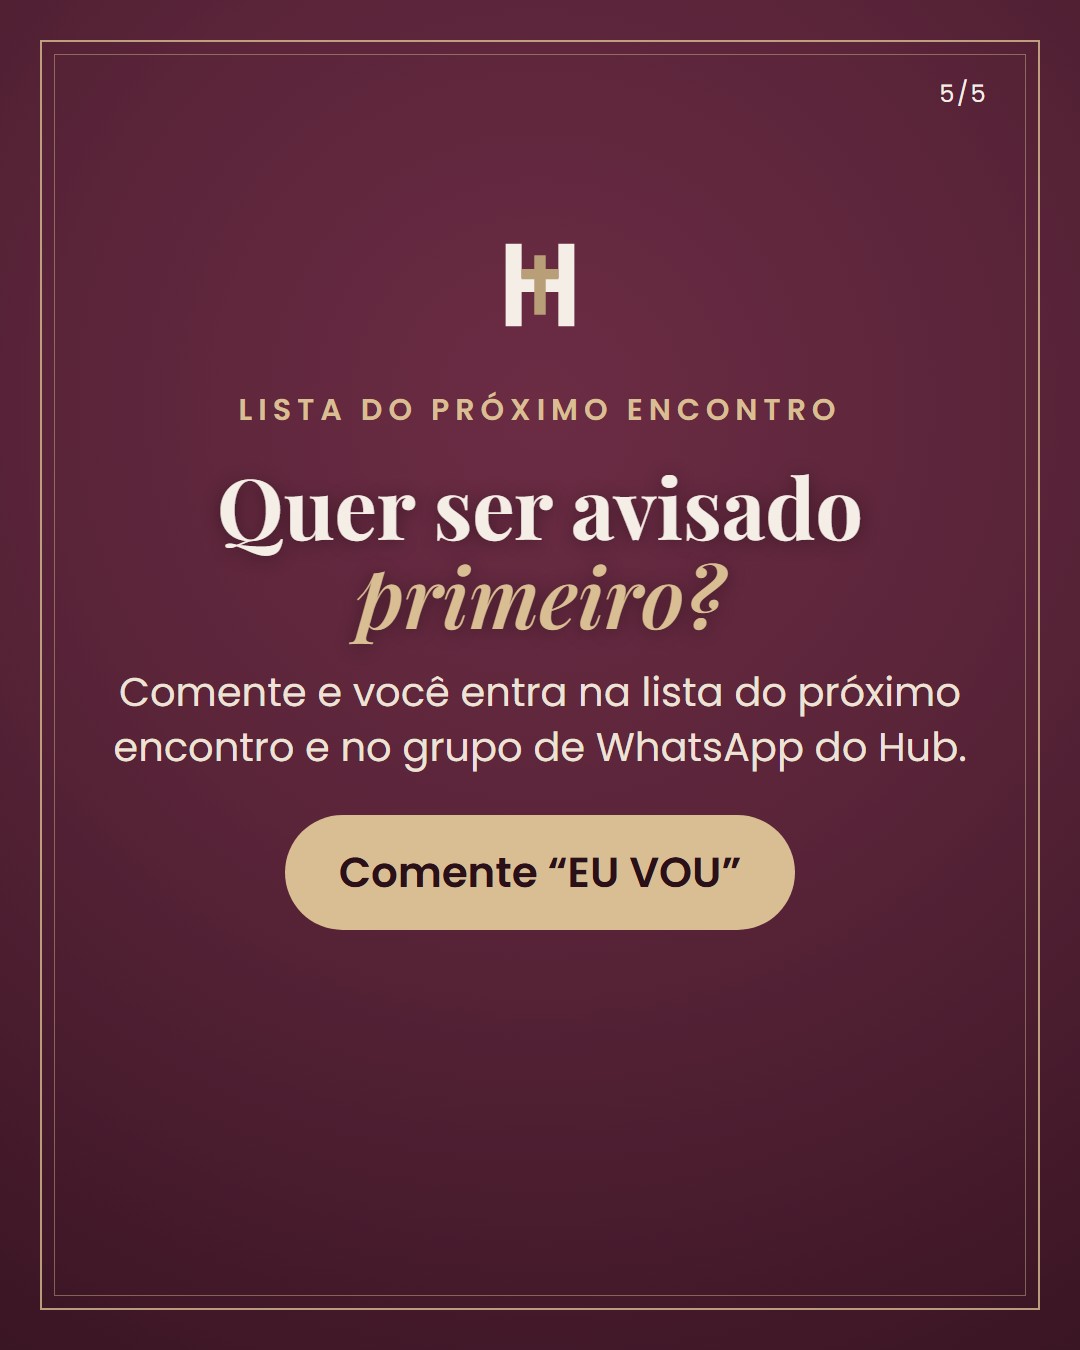 5/5
H
LISTA DO PRÓXIMO ENCONTRO
Quer ser avisado
primeiro?
Comente e você entra na lista do próximo
encontro e no grupo de WhatsApp do Hub.
Comente “EU VOU”